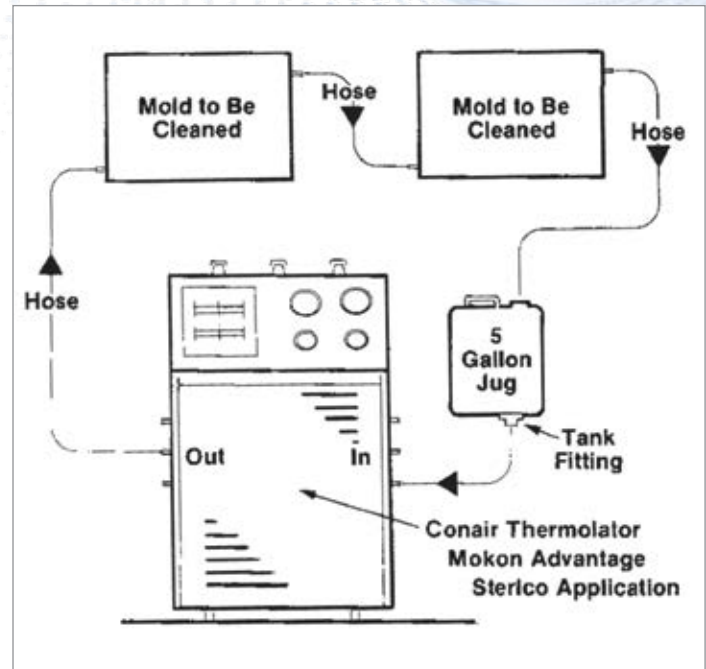 Mold to Be
Cleaned
Hose
Mold to Be
Cleaned
Hose
Hose
5
Gallon
Jug
Tank
Fitting
Out
In
Conair Thermolator
Mokon Advantage
Sterlco Application